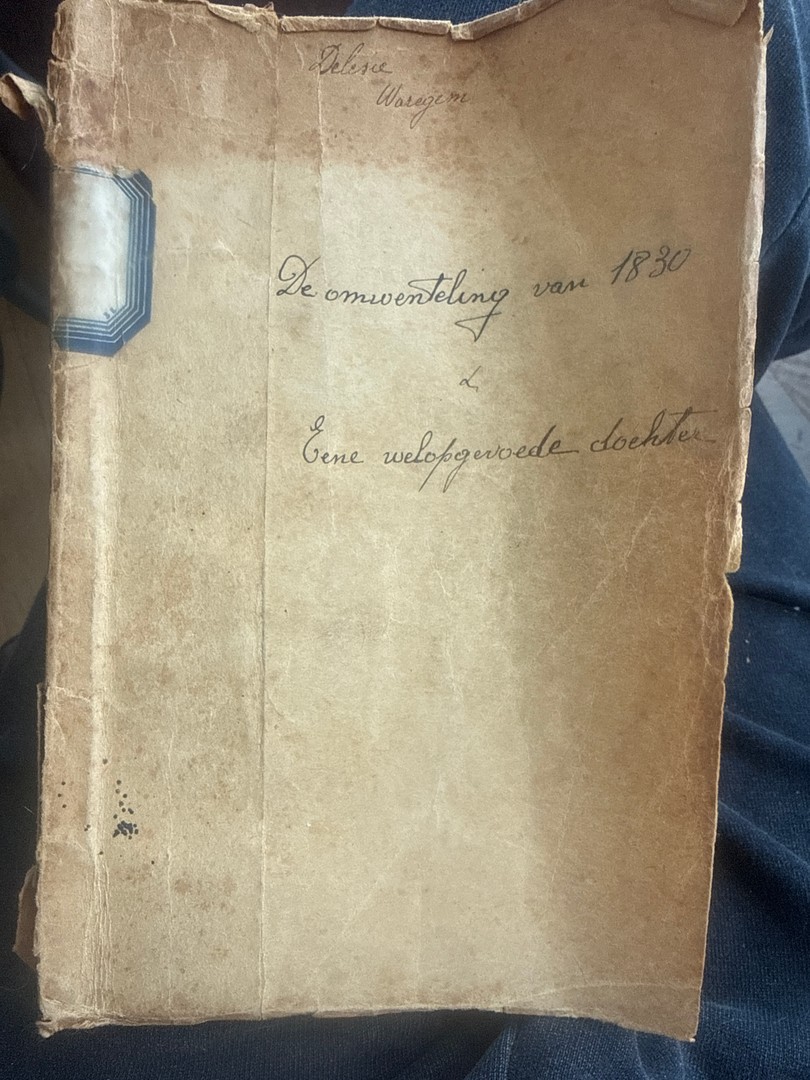 Delesie
Waregem
De omwenteling van 1830
&
Eene welopgevoede dochter